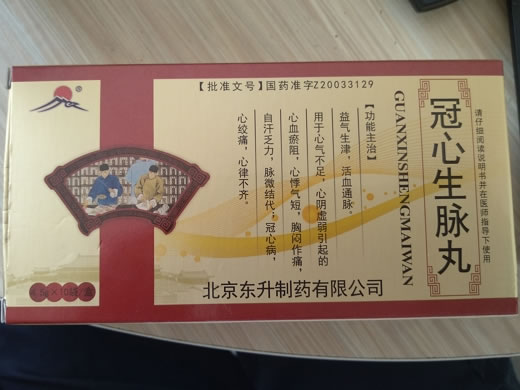 【批准文号】国药准字Z20033129
请仔细阅读说明书并在医师指导下使用
冠心生脉丸
GUANXINSHENGMAIWAN
【功能主治】
益气生津，活血通脉。
用于心气不足，心阴虚弱引起的
心血瘀阻，心悸气短，胸闷作痛，
自汗乏力，脉微结代；冠心病，
心绞痛，心律不齐。
北京东升制药有限公司